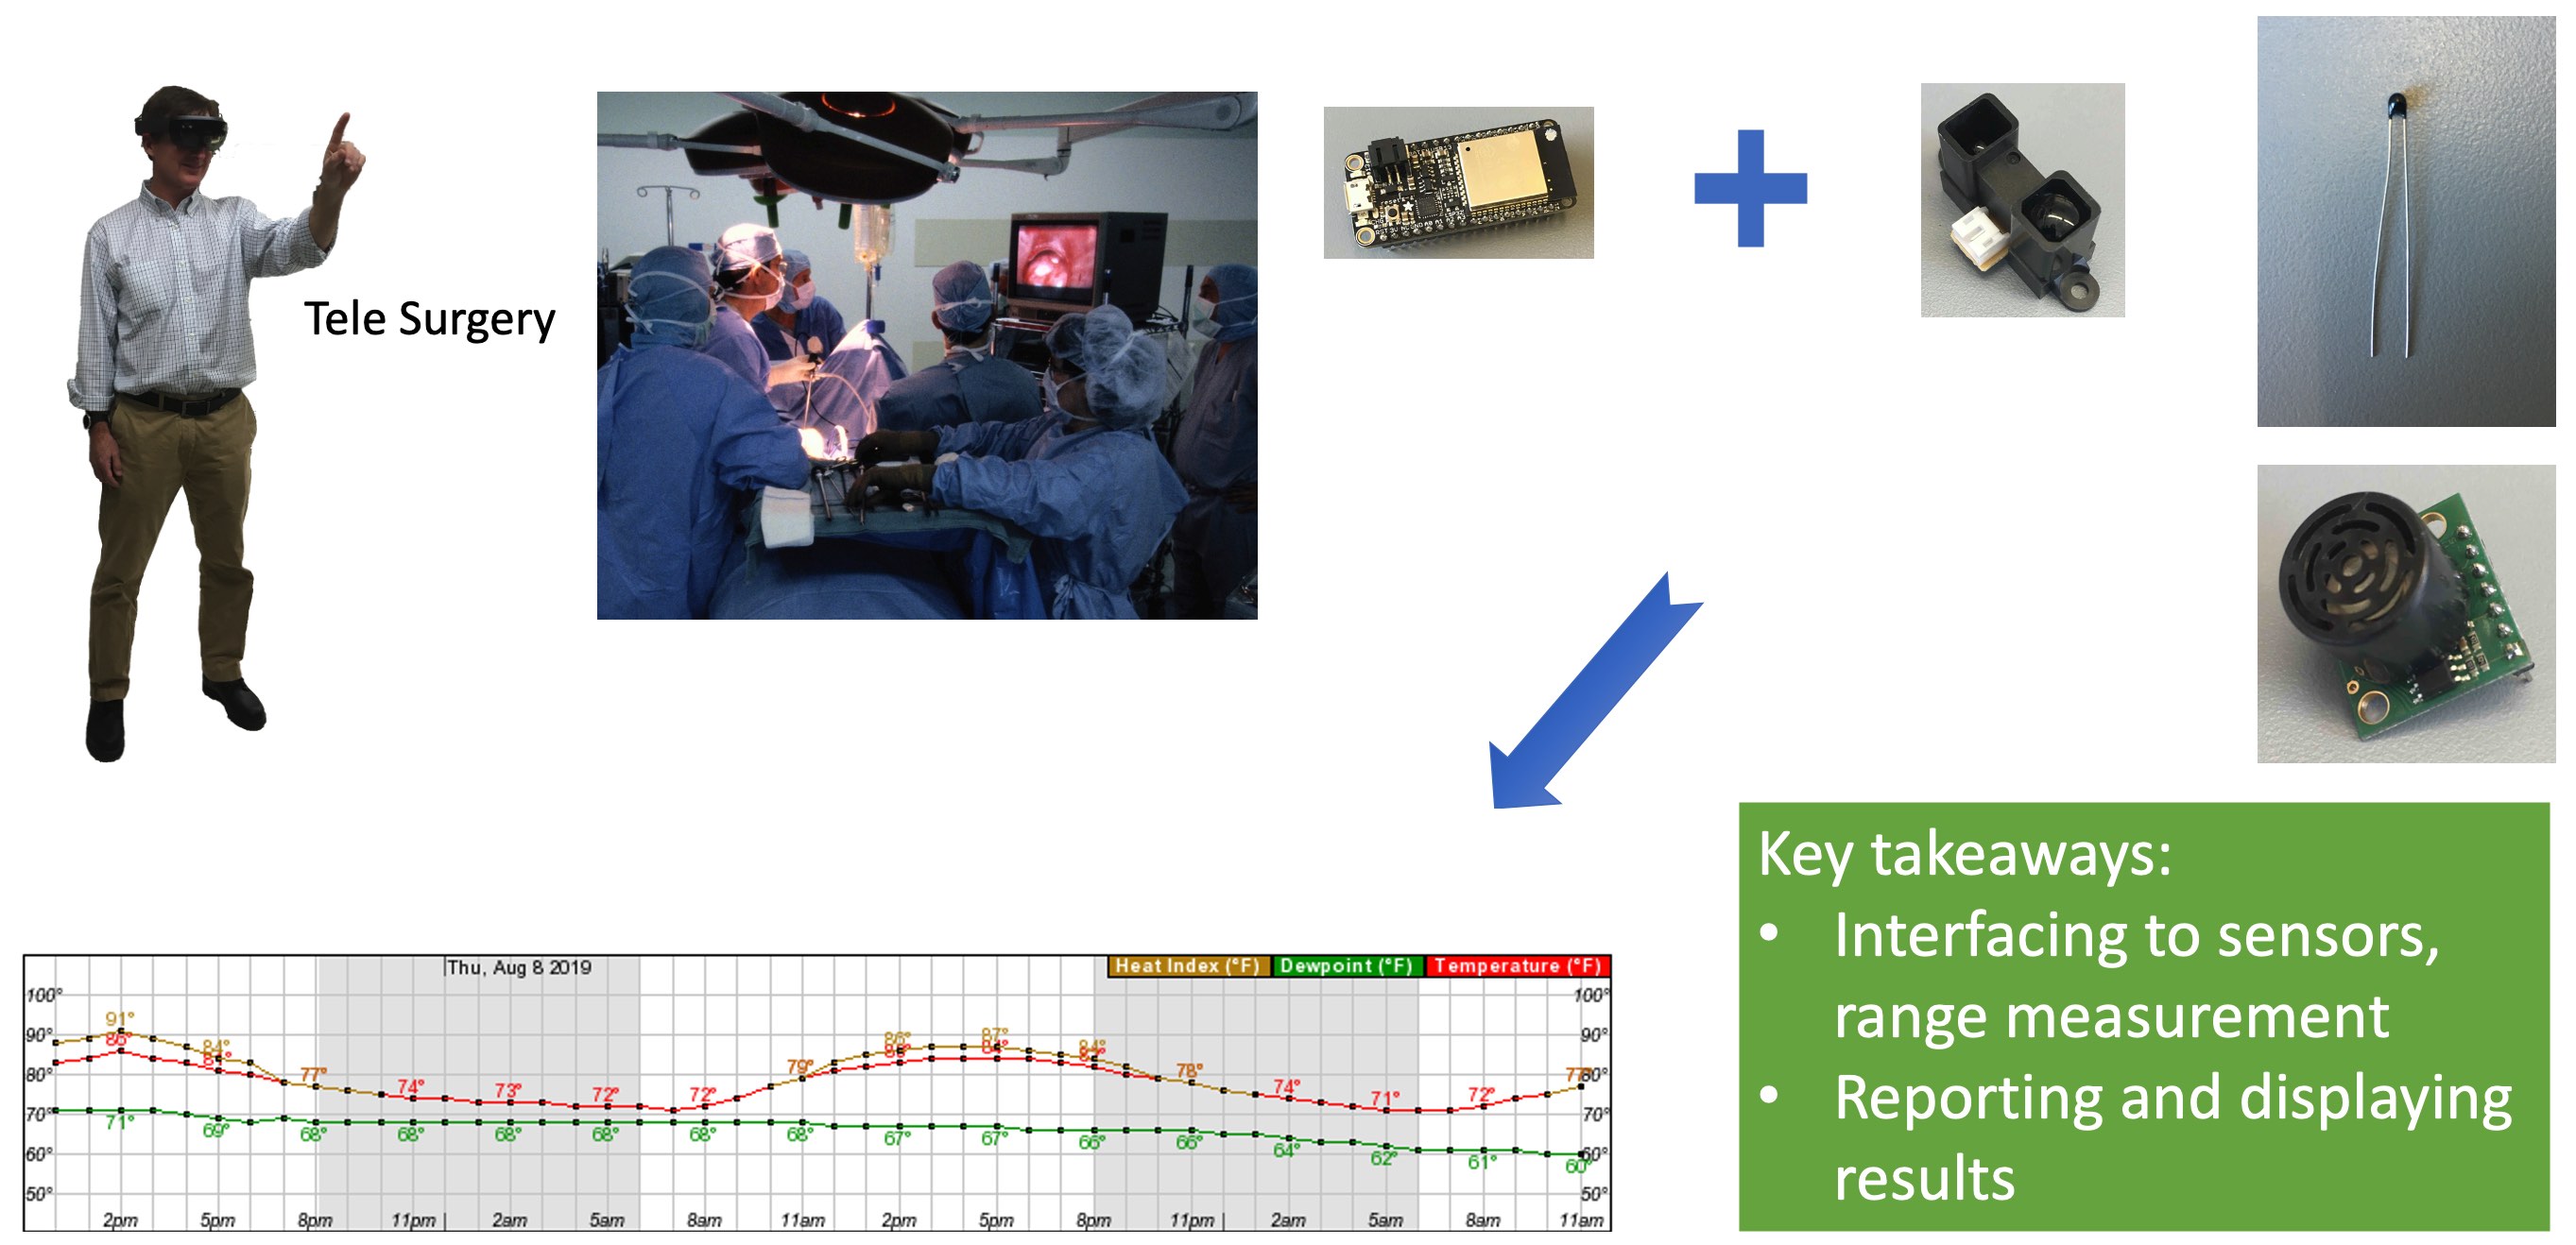 Tele Surgery
Thu, Aug 8 2019
Heat Index (°F) Dewpoint (°F) Temperature (°F)
100° 100°
91°
90° 86° 84° 86° 87° 84° 90°
81° 84°
80° 77° 79° 78° 77° 80°
74° 73° 72° 72° 74° 71° 72°
70° 70°
71° 69° 68° 68° 68° 68° 68° 68° 67° 67° 66° 66° 64° 62° 61° 60°
60° 60°
50° 50°
2pm 5pm 8pm 11pm 2am 5am 8am 11am 2pm 5pm 8pm 11pm 2am 5am 8am 11am
Key takeaways:
• Interfacing to sensors,
range measurement
• Reporting and displaying
results